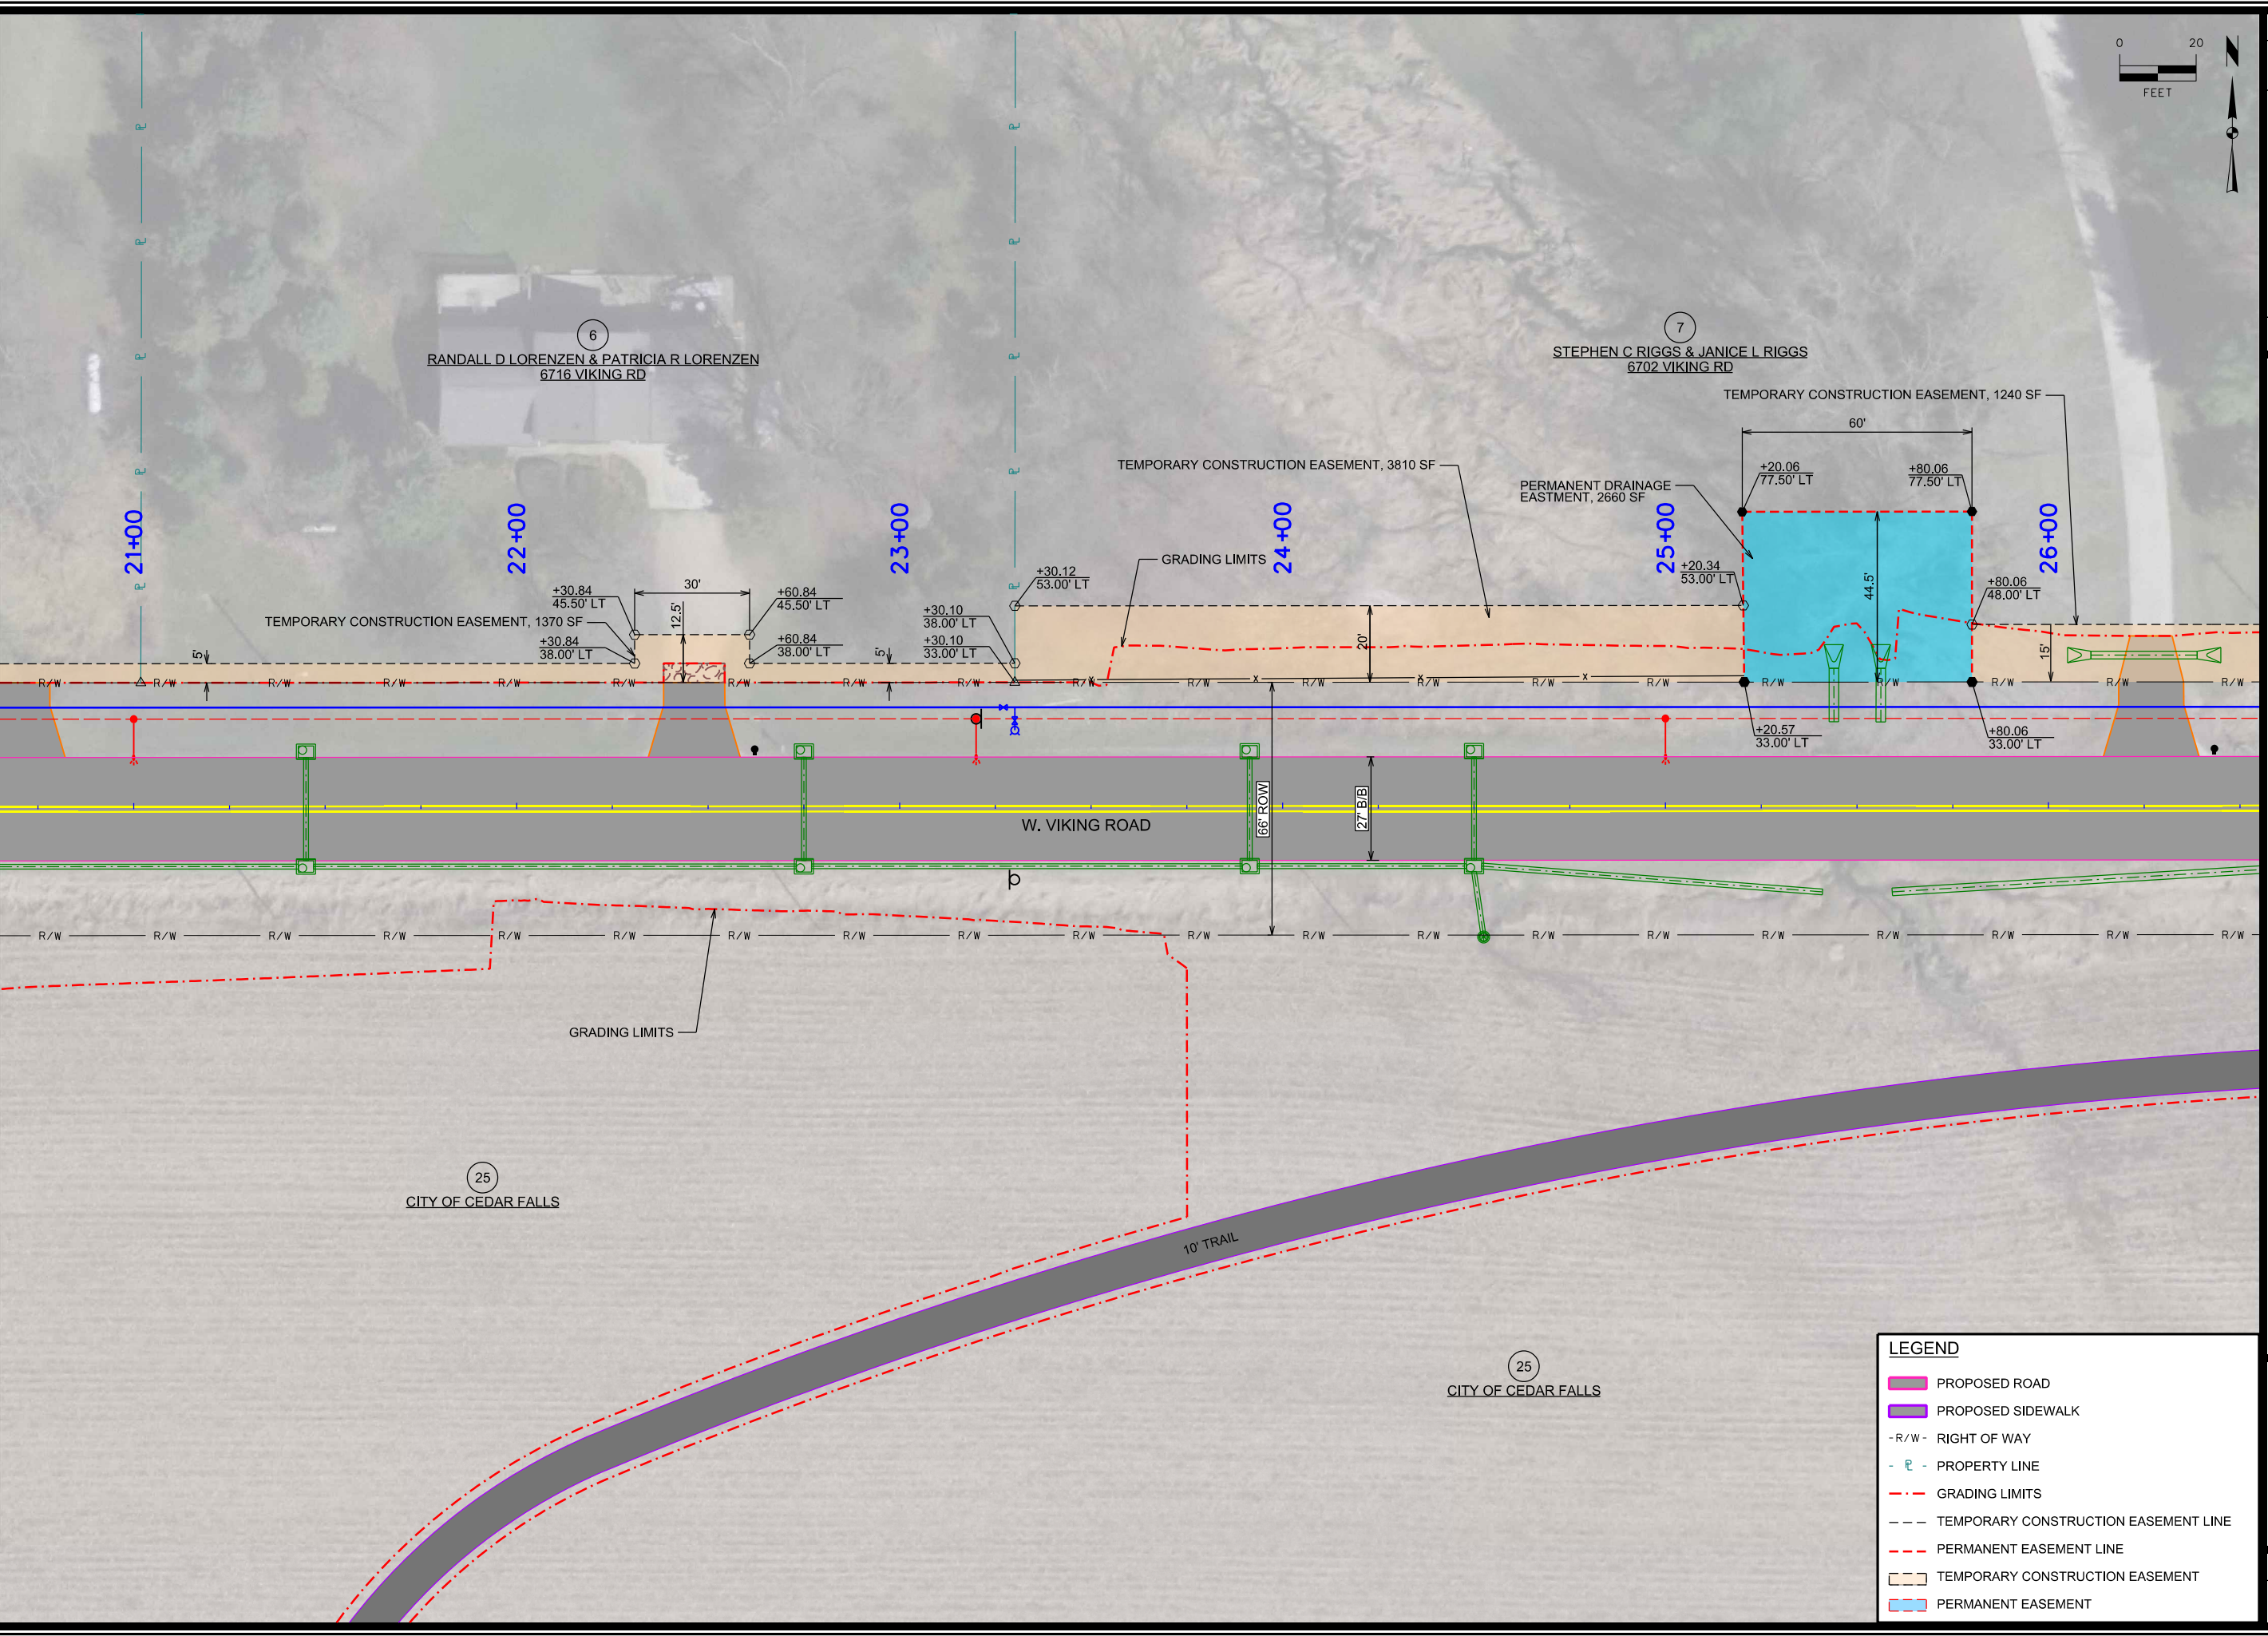 0 20
N
FEET
6
RANDALL D LORENZEN & PATRICIA R LORENZEN
6716 VIKING RD
7
STEPHEN C RIGGS & JANICE L RIGGS
6702 VIKING RD
TEMPORARY CONSTRUCTION EASEMENT, 1240 SF
60'
TEMPORARY CONSTRUCTION EASEMENT, 3810 SF
+20.06
77.50' LT
+80.06
77.50' LT
PERMANENT DRAINAGE
EASTMENT, 2660 SF
21+00
22+00
23+00
24+00
25+00
26+00
GRADING LIMITS
+30.12
53.00' LT
+20.34
53.00' LT
44.5'
+80.06
48.00' LT
+30.84
45.50' LT
30'
+60.84
45.50' LT
12.5'
TEMPORARY CONSTRUCTION EASEMENT, 1370 SF
+30.84
38.00' LT
+60.84
38.00' LT
+30.10
38.00' LT
+30.10
33.00' LT
5'
5'
20'
15'
R/W R/W R/W R/W R/W R/W R/W R/W R/W R/W R/W R/W R/W R/W R/W R/W R/W R/W R/W R/W
X X X X
+20.57
33.00' LT
+80.06
33.00' LT
66' ROW
27' B/B
W. VIKING ROAD
R/W R/W R/W R/W R/W R/W R/W R/W R/W R/W R/W R/W R/W R/W R/W R/W R/W R/W R/W R/W
GRADING LIMITS
25
CITY OF CEDAR FALLS
10' TRAIL
25
CITY OF CEDAR FALLS
LEGEND
PROPOSED ROAD
PROPOSED SIDEWALK
-R/W- RIGHT OF WAY
PL PROPERTY LINE
GRADING LIMITS
TEMPORARY CONSTRUCTION EASEMENT LINE
PERMANENT EASEMENT LINE
TEMPORARY CONSTRUCTION EASEMENT
PERMANENT EASEMENT